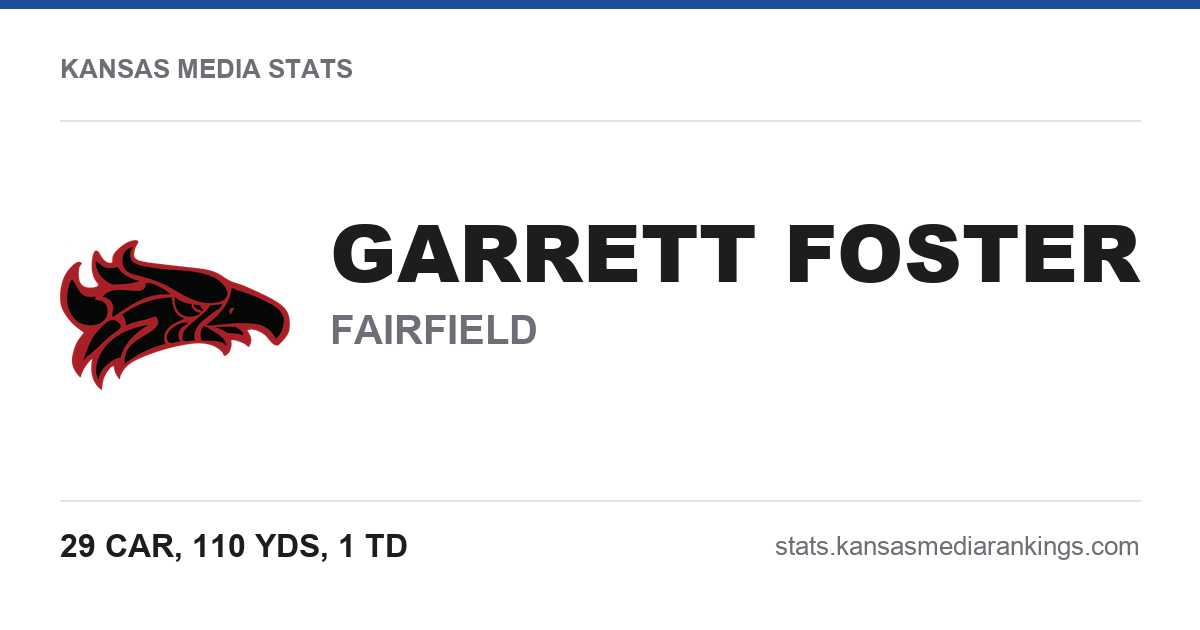 KANSAS MEDIA STATS
GARRETT FOSTER
FAIRFIELD
29 CAR, 110 YDS, 1 TD
stats.kansasmediarankings.com